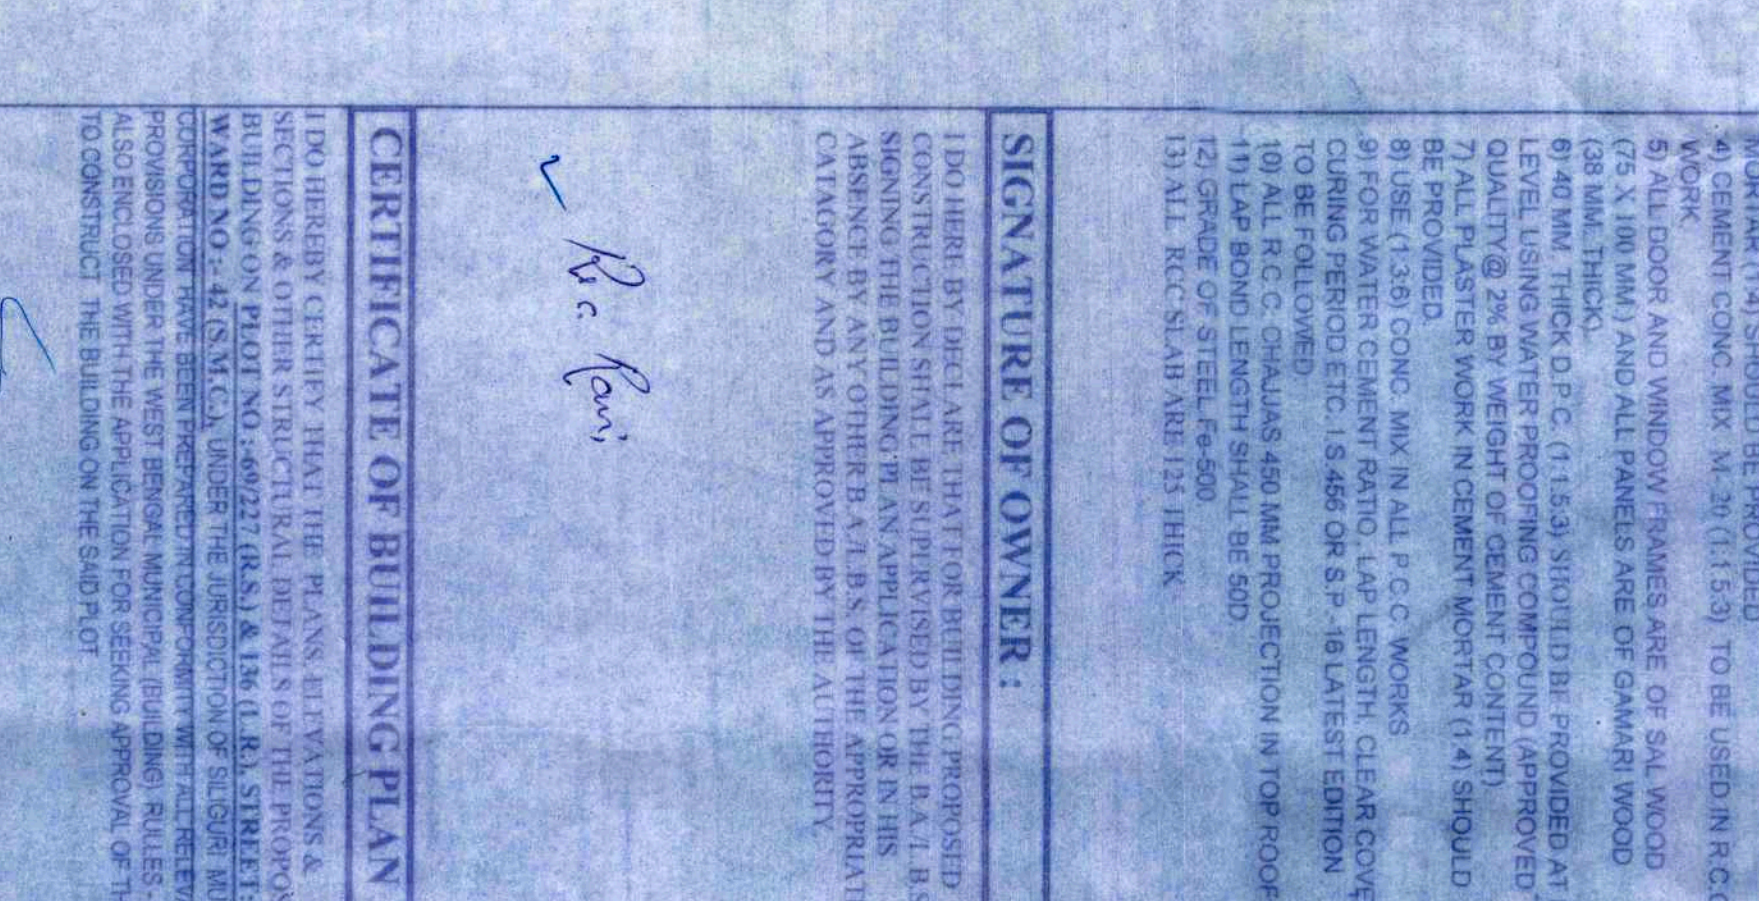 MORTAR (1:4) SHOULD BE PROVIDED
4) CEMENT CONC. MIX M-20 (1:1.5:3) TO BE USED IN R.C.C
WORK
5) ALL DOOR AND WINDOW FRAMES ARE OF SAL WOOD
(75 X 100 MM) AND ALL PANELS ARE OF GAMARI WOOD
(38 MM. THICK).
6) 40 MM. THICK D.P.C. (1:1.5:3) SHOULD BE PROVIDED AT
LEVEL USING WATER PROOFING COMPOUND (APPROVED
QUALITY@ 2% BY WEIGHT OF CEMENT CONTENT)
7) ALL PLASTER WORK IN CEMENT MORTAR (1:4) SHOULD
BE PROVIDED.
8) USE (1:3:6) CONC. MIX IN ALL P.C.C. WORKS
9) FOR WATER CEMENT RATIO, LAP LENGTH, CLEAR COVE
CURING PERIOD ETC. I.S.456 OR S.P.-16 LATEST EDITION
TO BE FOLLOWED
10) ALL R.C.C. CHAJJAS 450 MM PROJECTION IN TOP ROOF
11) LAP BOND LENGTH SHALL BE 50D
12) GRADE OF STEEL Fe-500
13) ALL RCC SLAB ARE 125 THICK
SIGNATURE OF OWNER :
I DO HERE BY DECLARE THAT FOR BUILDING PROPOSED
CONSTRUCTION SHALL BE SUPERVISED BY THE B.A./L.B.S
SIGNING THE BUILDING PLAN APPLICATION OR IN HIS
ABSENCE BY ANY OTHER B.A./L.B.S. OF THE APPROPRIAT
CATAGORY AND AS APPROVED BY THE AUTHORITY.
CERTIFICATE OF BUILDING PLAN
I DO HEREBY CERTIFY THAT THE PLANS, ELEVATIONS &
SECTIONS & OTHER STRUCTURAL DETAILS OF THE PROPOS
BUILDING ON PLOT NO :-69/227 (R.S.) & 136 (L.R.), STREET:
WARD NO :- 42 (S.M.C.), UNDER THE JURISDICTION OF SILIGURI MU
CORPORATION HAVE BEEN PREPARED IN CONFORMITY WITH ALL RELEVA
PROVISIONS UNDER THE WEST BENGAL MUNICIPAL (BUILDING) RULLES -
ALSO ENCLOSED WITH THE APPLICATION FOR SEEKING APPROVAL OF TH
TO CONSTRUCT THE BUILDING ON THE SAID PLOT